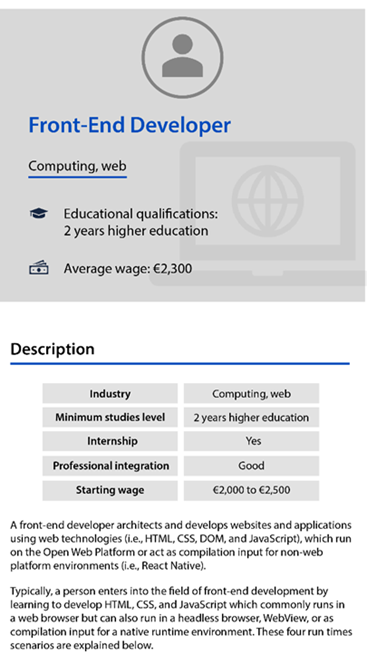 Front-End Developer
Computing, web
Educational qualifications:
2 years higher education
Average wage: €2,300
Description
Industry Computing, web
Minimum studies level 2 years higher education
Internship Yes
Professional integration Good
Starting wage €2,000 to €2,500
A front-end developer architects and develops websites and applications
using web technologies (i.e., HTML, CSS, DOM, and JavaScript), which run
on the Open Web Platform or act as compilation input for non-web
platform environments (i.e., React Native).
Typically, a person enters into the field of front-end development by
learning to develop HTML, CSS, and JavaScript which commonly runs in
a web browser but can also run in a headless browser, WebView, or as
compilation input for a native runtime environment. These four run times
scenarios are explained below.